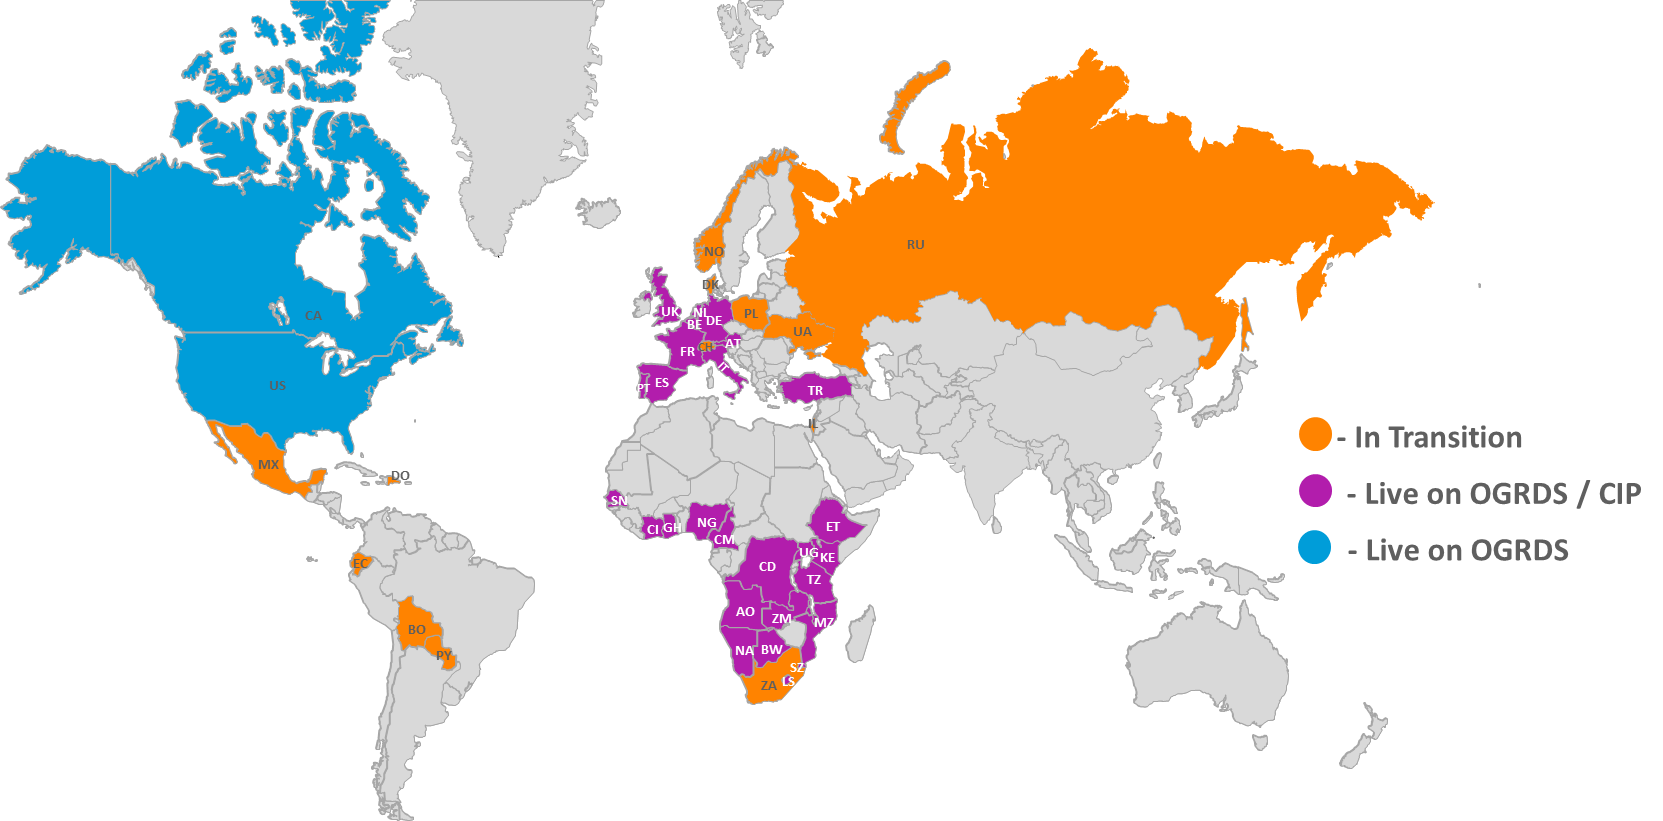 RU
NO
DK
UK
NL
BE
DE
PL
UA
CH
AT
FR
IT
PT
ES
TR
IL
CA
US
MX
DO
- In Transition
- Live on OGRDS / CIP
- Live on OGRDS
SN
CI
GH
NG
CM
ET
UG
KE
CD
TZ
EC
AO
ZM
MZ
BO
PY
NA
BW
SZ
LS
ZA